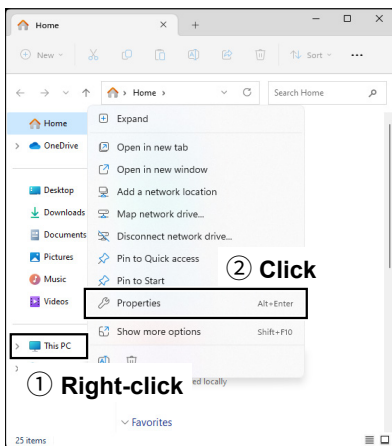 Home
New
Sort
Home
Search Home
Home
OneDrive
Desktop
Downloads
Documents
Pictures
Music
Videos
This PC
Expand
Open in new tab
Open in new window
Add a network location
Map network drive...
Disconnect network drive...
Pin to Quick access
Pin to Start
Properties Alt+Enter
Show more options Shift+F10
② Click
① Right-click
ed locally
Favorites
25 items